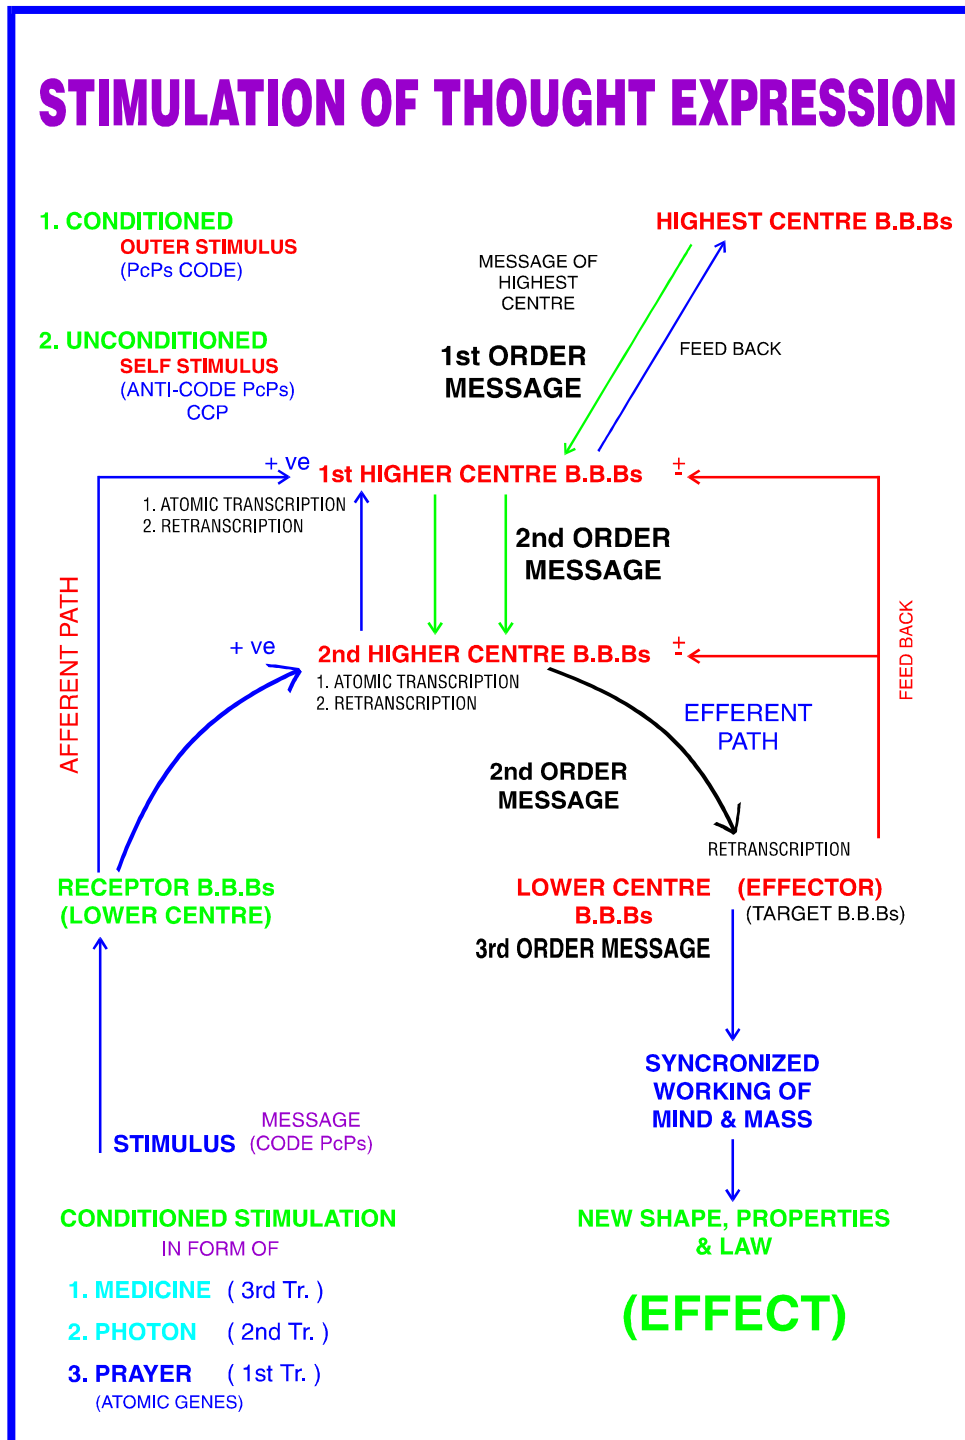 STIMULATION OF THOUGHT EXPRESSION
1. CONDITIONED
OUTER STIMULUS
(PcPs CODE)
2. UNCONDITIONED
SELF STIMULUS
(ANTI-CODE PcPs)
CCP
HIGHEST CENTRE B.B.Bs
MESSAGE OF
HIGHEST
CENTRE
1st ORDER
MESSAGE
FEED BACK
+ ve
1st HIGHER CENTRE B.B.Bs
±
1. ATOMIC TRANSCRIPTION
2. RETRANSCRIPTION
2nd ORDER
MESSAGE
AFFERENT PATH
FEED BACK
+ ve
2nd HIGHER CENTRE B.B.Bs
±
1. ATOMIC TRANSCRIPTION
2. RETRANSCRIPTION
EFFERENT
PATH
2nd ORDER
MESSAGE
RETRANSCRIPTION
RECEPTOR B.B.Bs
(LOWER CENTRE)
LOWER CENTRE (EFFECTOR)
B.B.Bs (TARGET B.B.Bs)
3rd ORDER MESSAGE
SYNCRONIZED
WORKING OF
MIND & MASS
STIMULUS
MESSAGE
(CODE PcPs)
CONDITIONED STIMULATION
IN FORM OF
1. MEDICINE ( 3rd Tr. )
2. PHOTON ( 2nd Tr. )
3. PRAYER ( 1st Tr. )
(ATOMIC GENES)
NEW SHAPE, PROPERTIES
& LAW
(EFFECT)